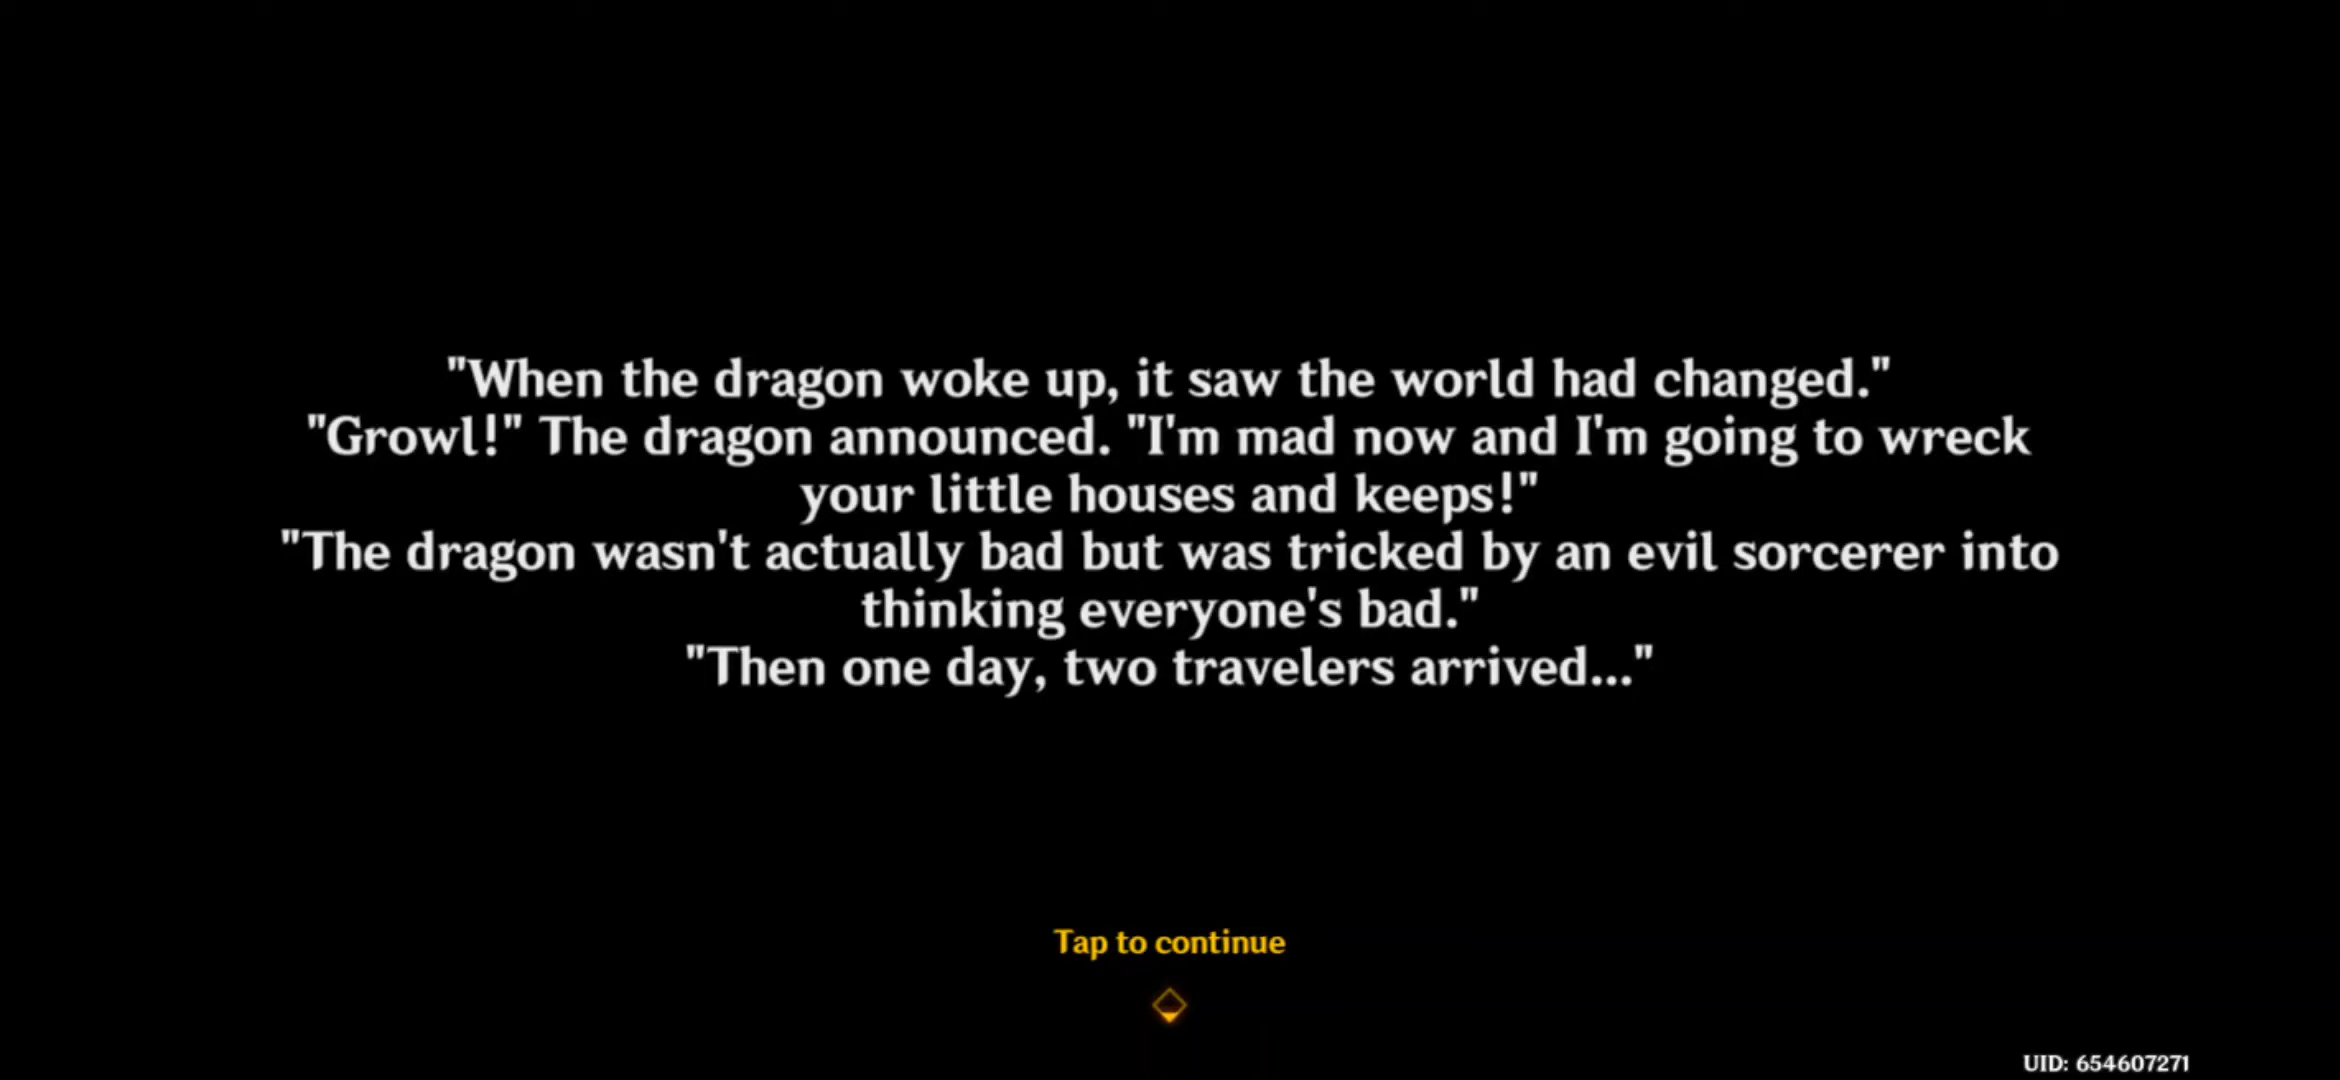 "When the dragon woke up, it saw the world had changed."
"Growl!" The dragon announced. "I'm mad now and I'm going to wreck
your little houses and keeps!"
"The dragon wasn't actually bad but was tricked by an evil sorcerer into
thinking everyone's bad."
"Then one day, two travelers arrived..."
Tap to continue
UID: 654607271